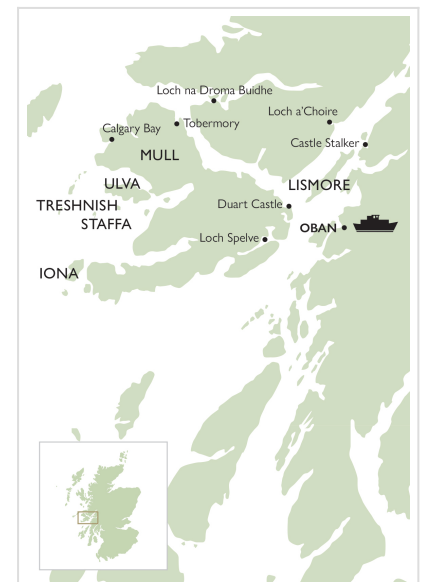 Loch na Droma Buidhe
Loch a'Choire
Tobermory
Calgary Bay
Castle Stalker
MULL
ULVA
LISMORE
TRESHNISH
Duart Castle
STAFFA
OBAN
Loch Spelve
IONA